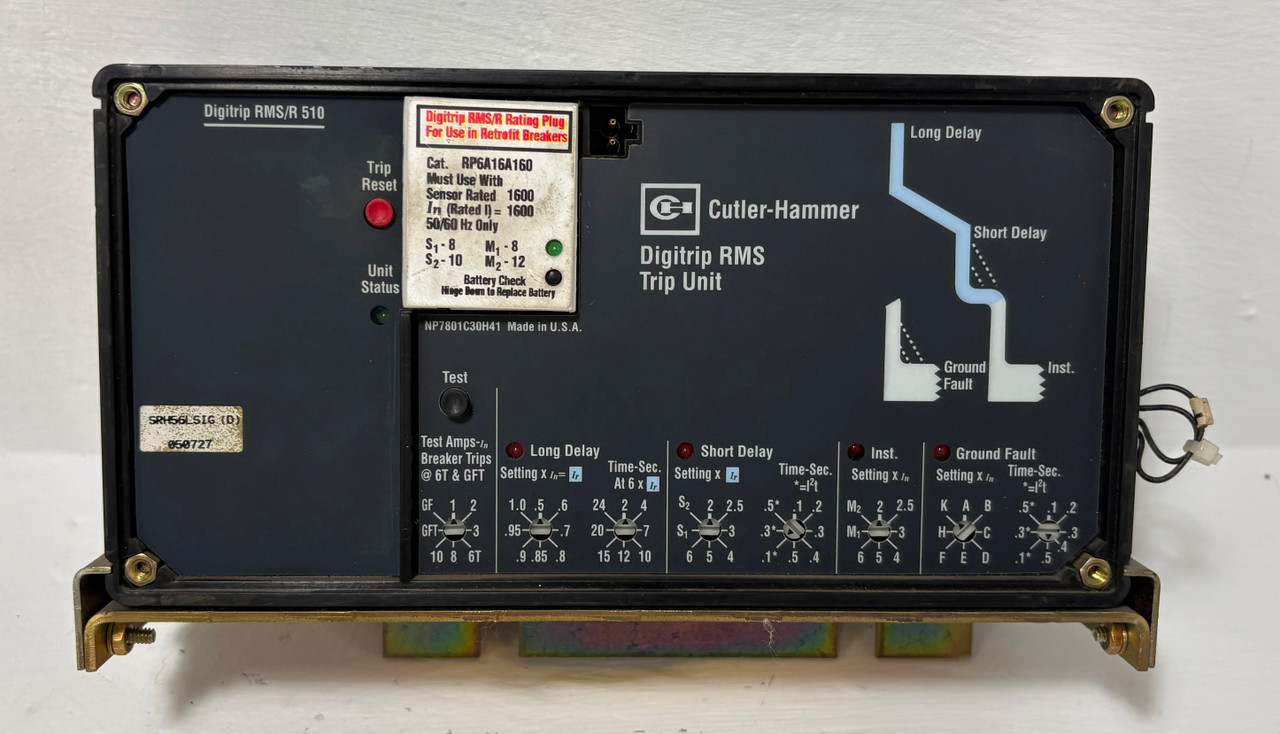 Digitrip RMS/R 510
Trip
Reset
Unit
Status
Digitrip RMS/R Rating Plug
For Use in Retrofit Breakers
Cat. RP6A16A160
Must Use With
Sensor Rated 1600
In (Rated I) = 1600
50/60 Hz Only
S1 - 8 M1 - 8
S2 - 10 M2 - 12
Battery Check
Hinge Down to Replace Battery
NP7801C30H41 Made in U.S.A.
Cutler-Hammer
Digitrip RMS
Trip Unit
Long Delay
Short Delay
Ground
Fault
Inst.
SRH56LSIG (D)
050727
Test
Test Amps-In
Breaker Trips
@ 6T & GFT
GF 1 2
GFT 3
10 8 6T
Long Delay
Setting x In= Ir
1.0 .5 .6
.95 .7
.9 .85 .8
Time-Sec.
At 6 x Ir
24 2 4
20 7
15 12 10
Short Delay
Setting x Ir
S2 2 2.5
S1 3
6 5 4
Time-Sec.
*=I²t
.5* .1 .2
.3* .3
.1* .5 .4
Inst.
Setting x In
M2 2 2.5
M1 3
6 5 4
Ground Fault
Setting x In
K A B
H C
F E D
Time-Sec.
*=I²t
.5* .1 .2
.3* .3
.1* .5 .4